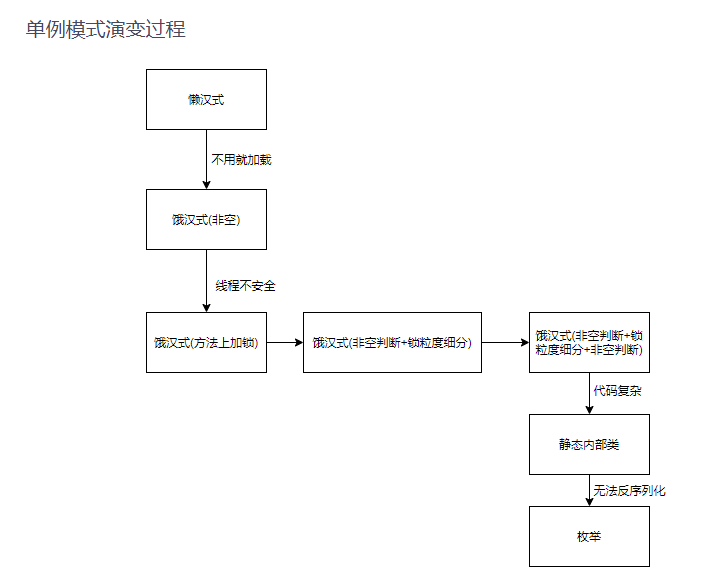 单例模式演变过程
懒汉式
不用就加载
饿汉式(非空)
线程不安全
饿汉式(方法上加锁)
饿汉式(非空判断+锁粒度细分)
饿汉式(非空判断+锁
粒度细分+非空判断)
代码复杂
静态内部类
无法反序列化
枚举